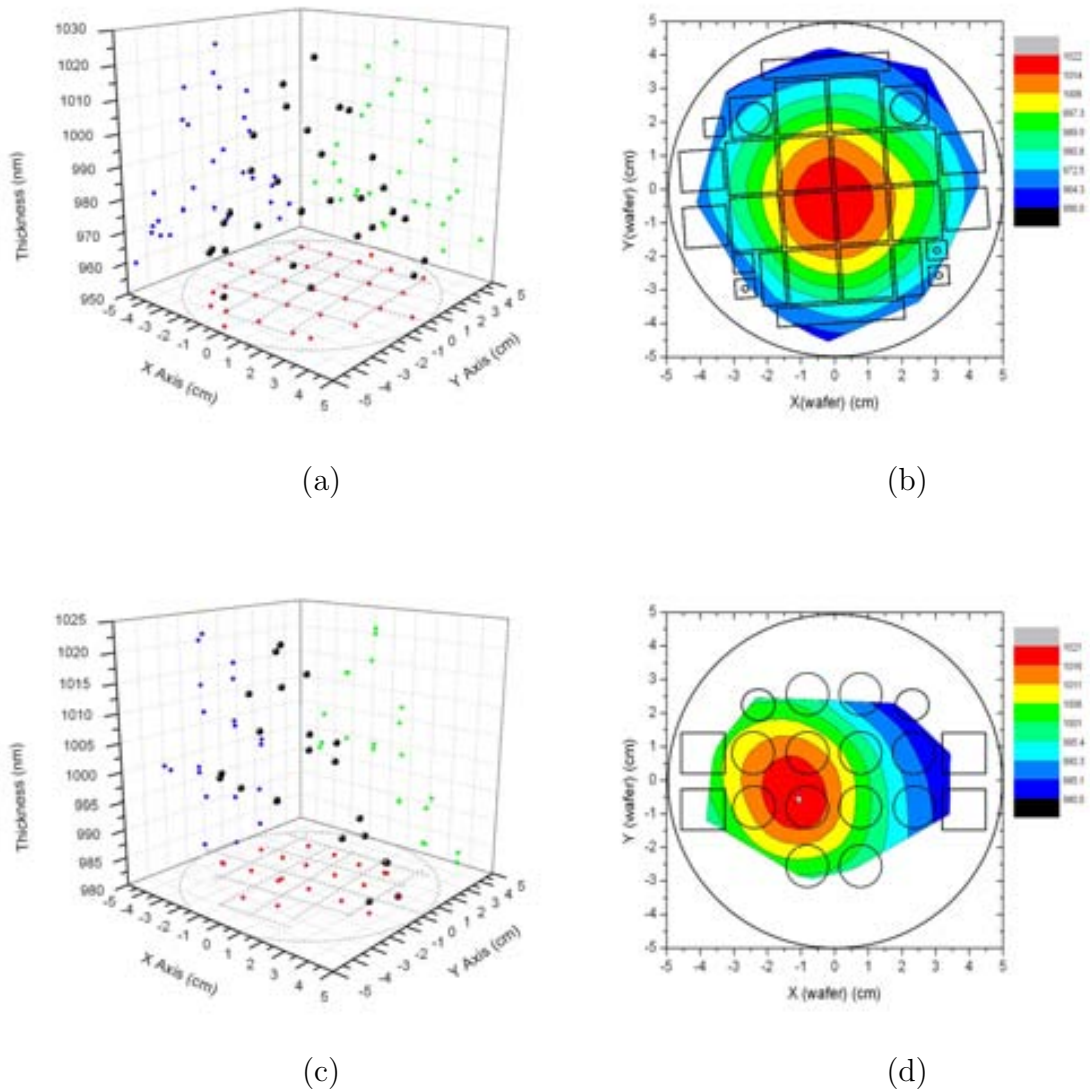 1030
1020
1010
1000
990
980
970
960
950
Thickness (nm)
-5 -4 -3 -2 -1 0 1 2 3 4 5
X Axis (cm)
-5 -4 -3 -2 -1 0 1 2 3 4 5
Y Axis (cm)
(a)
5
4
3
2
1
0
-1
-2
-3
-4
-5
Y(wafer) (cm)
-5 -4 -3 -2 -1 0 1 2 3 4 5
X(wafer) (cm)
1022
1014
(b)
1025
1020
1015
1010
1005
1000
995
990
985
980
Thickness (nm)
-5 -4 -3 -2 -1 0 1 2 3 4 5
X Axis (cm)
-5 -4 -3 -2 -1 0 1 2 3 4 5
Y Axis (cm)
(c)
5
4
3
2
1
0
-1
-2
-3
-4
-5
Y (wafer) (cm)
-5 -4 -3 -2 -1 0 1 2 3 4 5
X (wafer) (cm)
1011
(d)